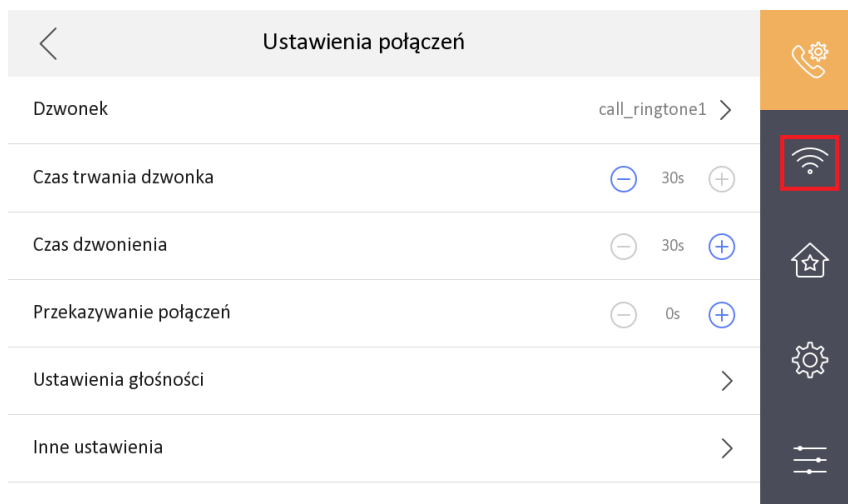 Ustawienia połączeń
Dzwonek call_ringtone1
Czas trwania dzwonka 30s
Czas dzwonienia 30s
Przekazywanie połączeń 0s
Ustawienia głośności
Inne ustawienia